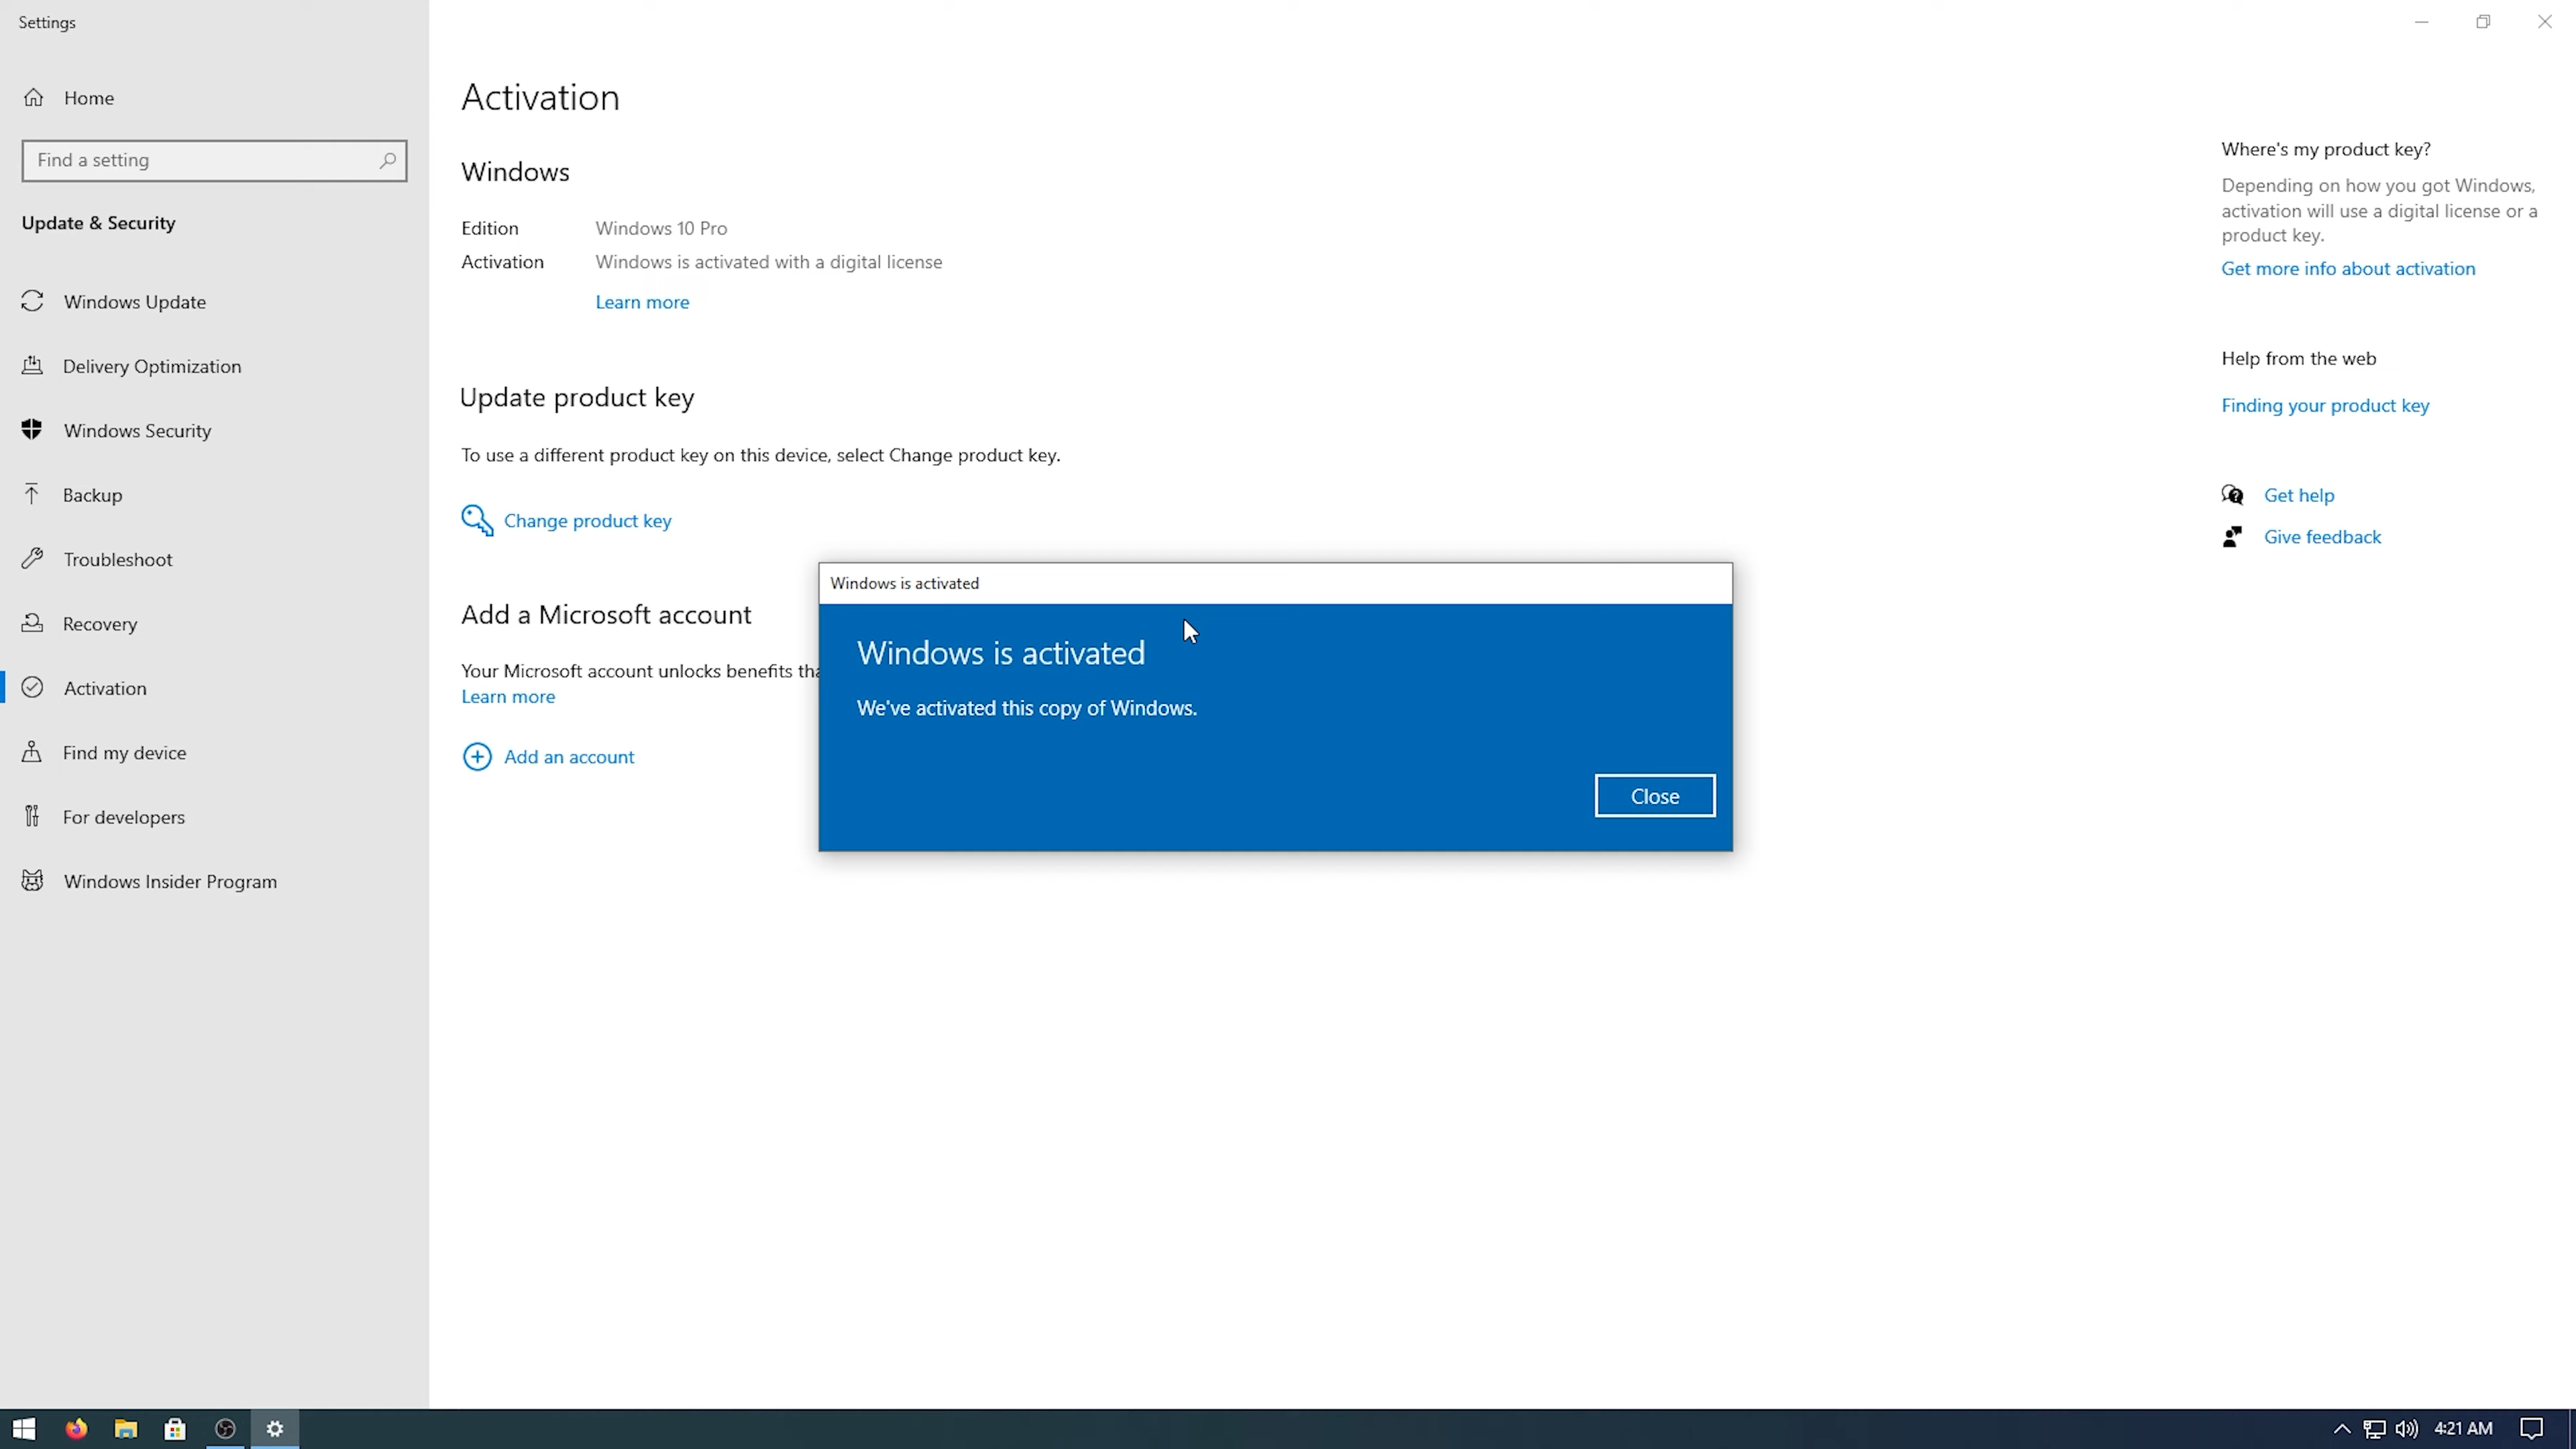 Settings
Home
Find a setting
Update & Security
Windows Update
Delivery Optimization
Windows Security
Backup
Troubleshoot
Recovery
Activation
Find my device
For developers
Windows Insider Program
Activation
Windows
Edition Windows 10 Pro
Activation Windows is activated with a digital license
Learn more
Update product key
To use a different product key on this device, select Change product key.
Change product key
Add a Microsoft account
Your Microsoft account unlocks benefits
Learn more
Add an account
Windows is activated
Windows is activated
We've activated this copy of Windows.
Close
Where's my product key?
Depending on how you got Windows,
activation will use a digital license or a
product key.
Get more info about activation
Help from the web
Finding your product key
Get help
Give feedback
4:21 AM